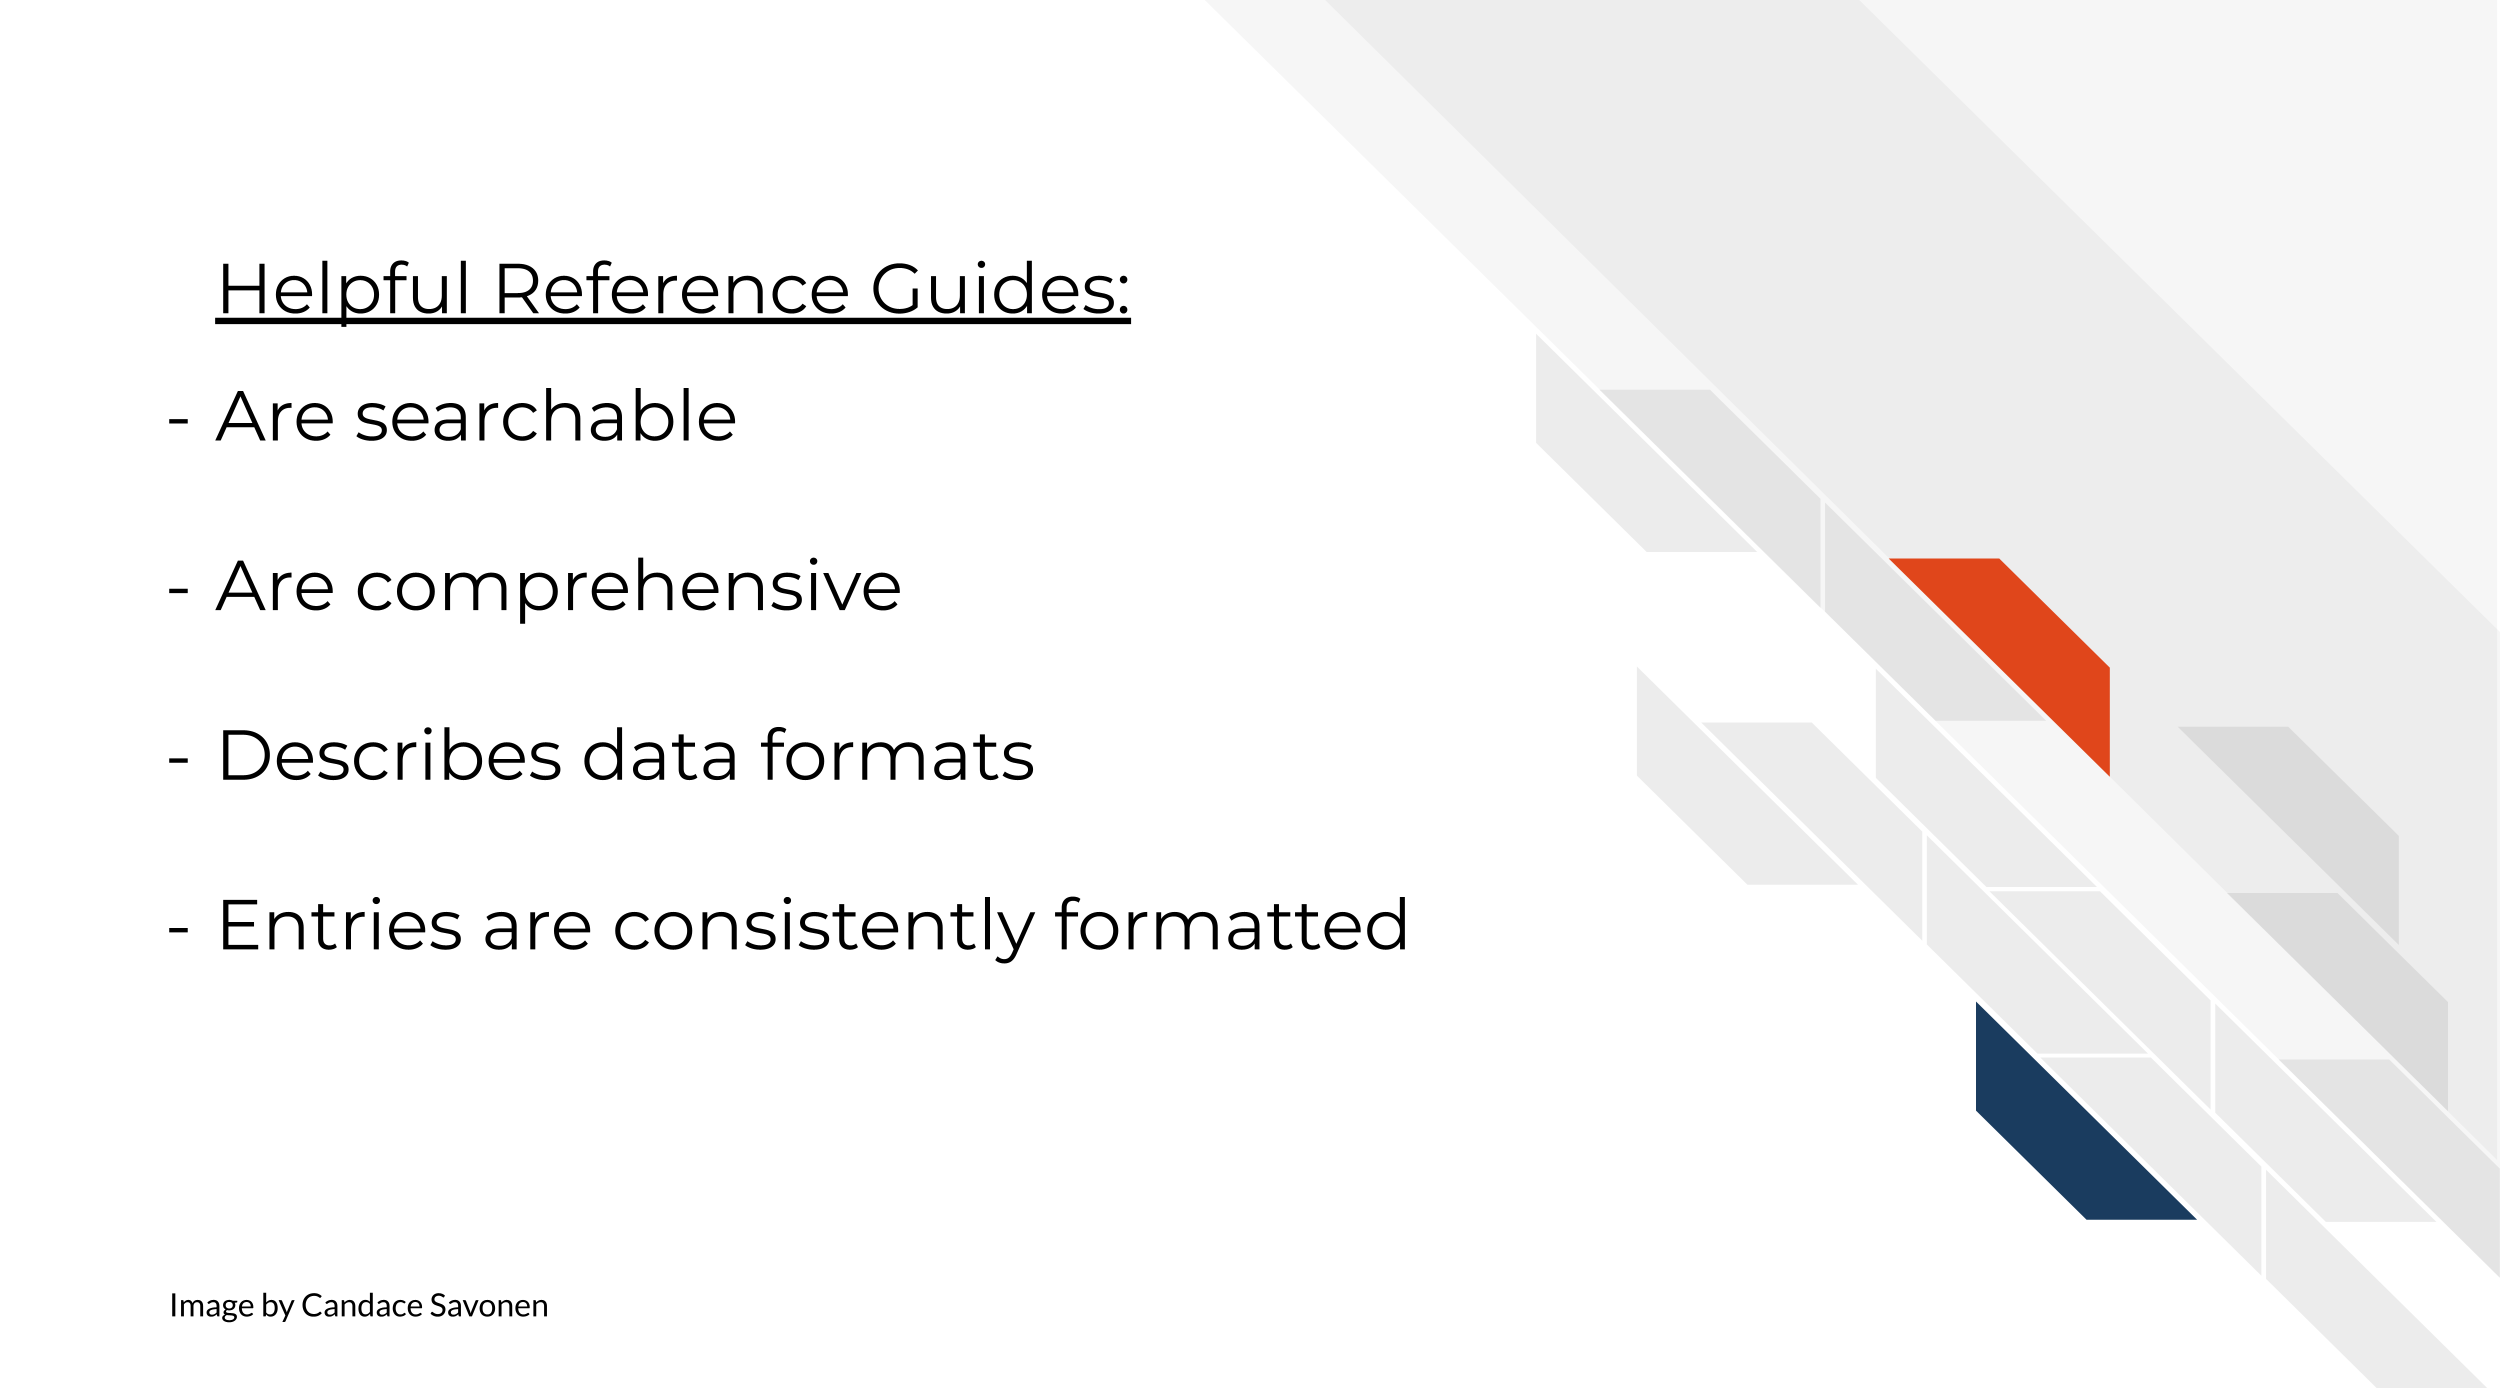 Helpful Reference Guides:
- Are searchable
- Are comprehensive
- Describes data formats
- Entries are consistently formatted
Image by Candace Savonen